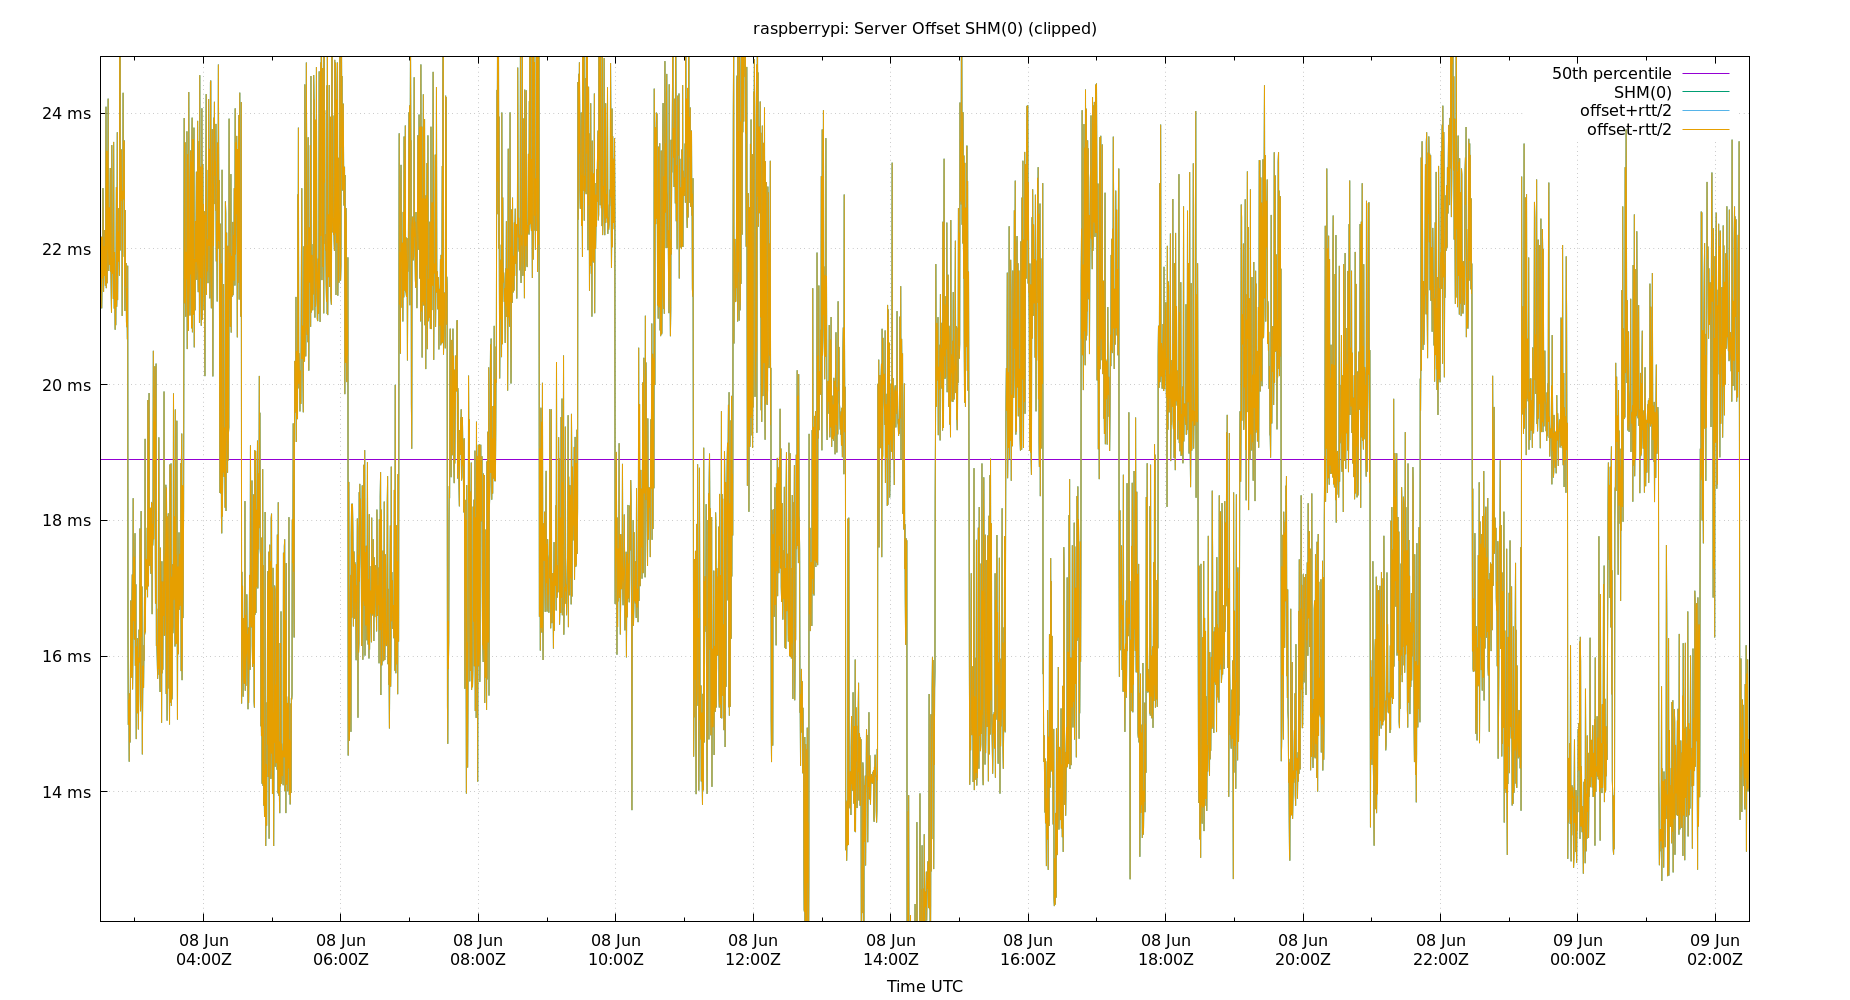 raspberrypi: Server Offset SHM(0) (clipped)
50th percentile
SHM(0)
offset+rtt/2
offset-rtt/2
24 ms
22 ms
20 ms
18 ms
16 ms
14 ms
08 Jun 08 Jun 08 Jun 08 Jun 08 Jun 08 Jun 08 Jun 08 Jun 08 Jun 08 Jun 09 Jun 09 Jun
04:00Z 06:00Z 08:00Z 10:00Z 12:00Z 14:00Z 16:00Z 18:00Z 20:00Z 22:00Z 00:00Z 02:00Z
Time UTC